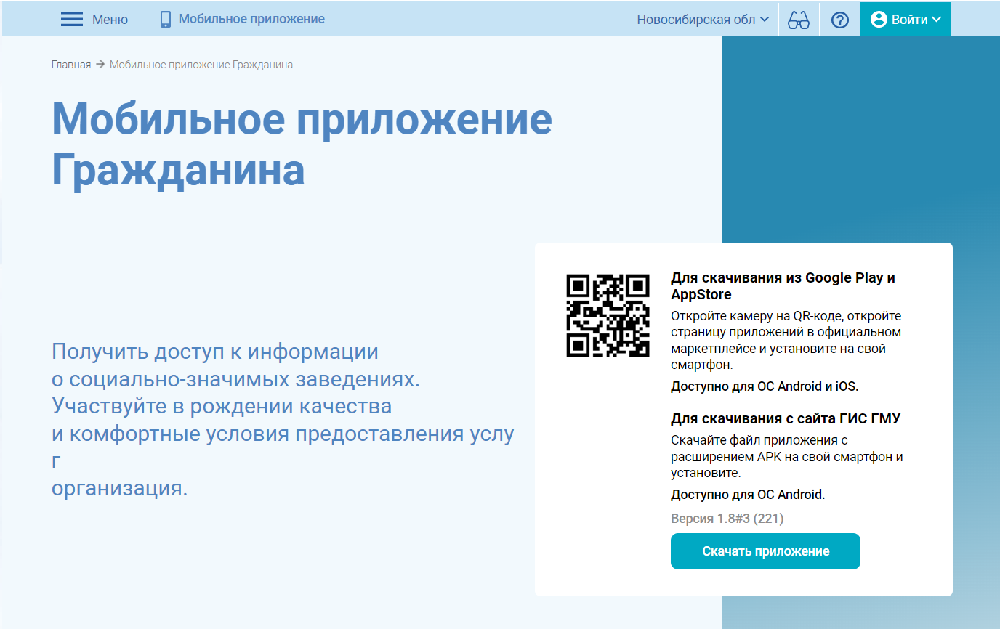 Меню
Мобильное приложение
Новосибирская обл
Войти
Главная → Мобильное приложение Гражданина
Мобильное приложение
Гражданина
Получить доступ к информации
о социально-значимых заведениях.
Участвуйте в рождении качества
и комфортные условия предоставления услу
г
организация.
Для скачивания из Google Play и
AppStore
Откройте камеру на QR-коде, откройте
страницу приложений в официальном
маркетплейсе и установите на свой
смартфон.
Доступно для ОС Android и iOS.
Для скачивания с сайта ГИС ГМУ
Скачайте файл приложения с
расширением APK на свой смартфон и
установите.
Доступно для ОС Android.
Версия 1.8#3 (221)
Скачать приложение